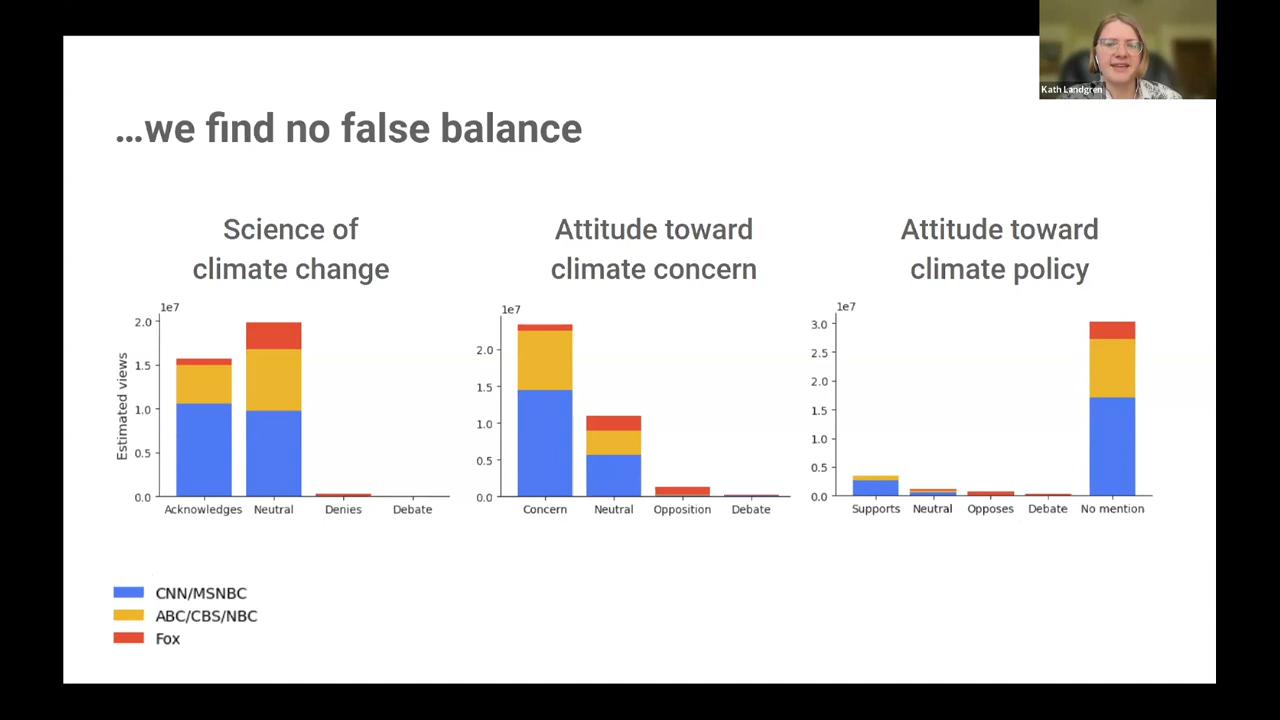 Kath Landgren
...we find no false balance
Science of
climate change
Attitude toward
climate concern
Attitude toward
climate policy
1e7
2.0
1.5
1.0
0.5
0.0
Estimated views
Acknowledges Neutral Denies Debate
1e7
2.0
1.5
1.0
0.5
0.0
Concern Neutral Opposition Debate
1e7
3.0
2.5
2.0
1.5
1.0
0.5
0.0
Supports Neutral Opposes Debate No mention
CNN/MSNBC
ABC/CBS/NBC
Fox